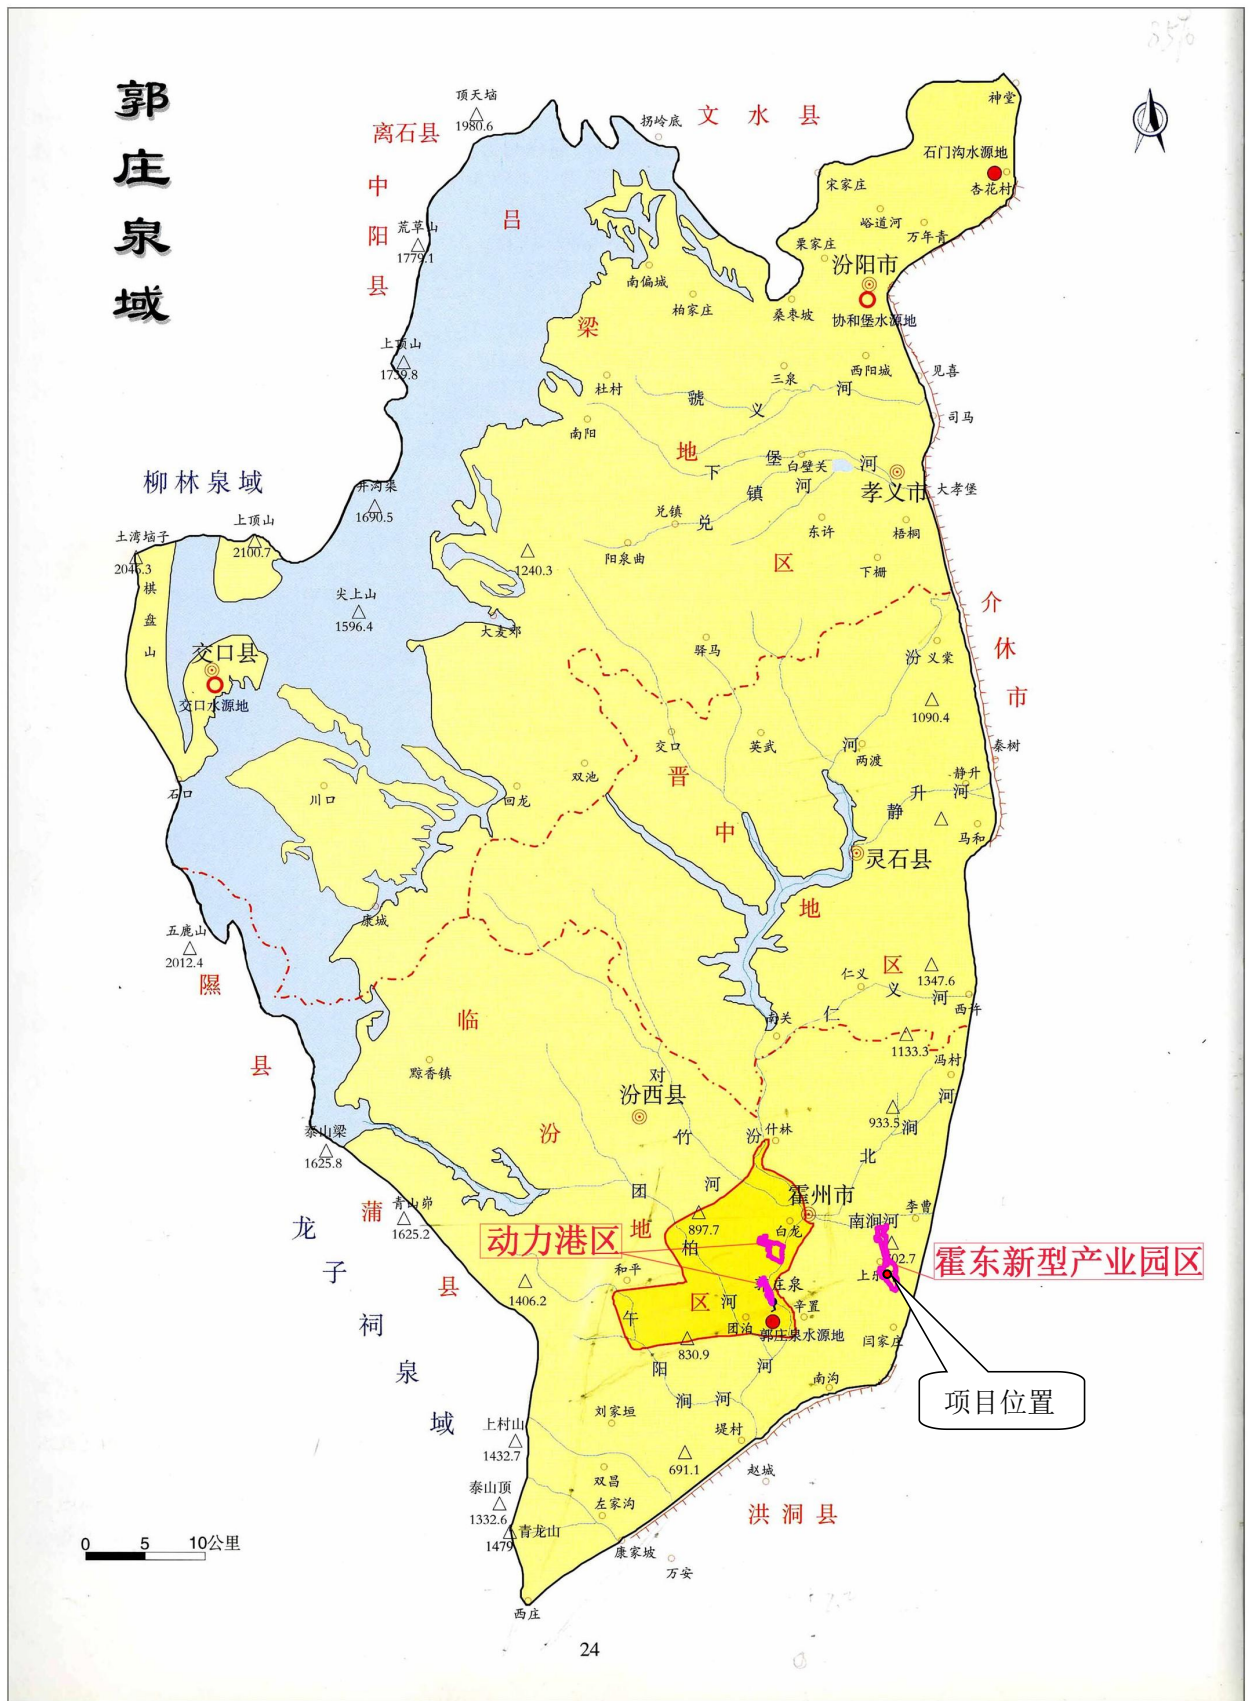 郭庄泉域
顶天垴
1980.6
离石县
拐岭底
文水县
神堂
石门沟水源地
杏花村
中阳县
吕
宋家庄
峪道河
万年青
荒草山
1779.1
栗家庄
汾阳市
南偏城
柏家庄
桑枣坡
协和堡水源地
梁
上顶山
1759.8
西阳城
见喜
三泉
杜村
虢义河
司马
南阳
地
下堡河
白壁关
柳林泉域
镇河
孝义市
大孝堡
井沟梁
1690.5
兑镇
兑
东许
梧桐
上顶山
2100.7
土湾垴子
2046.3
阳泉曲
1240.3
区
下栅
棋盘山
尖上山
1596.4
介休市
大麦郊
驿马
汾
义棠
交口县
交口水源地
1090.4
交口
英武
河
两渡
秦树
双池
晋
静升
石口
川口
回龙
静升河
中
马和
灵石县
康城
地
五鹿山
2012.4
区
1347.6
隰
仁义
仁义河
西许
临
南关
1133.3
冯村
县
黥香镇
对
汾西县
933.5
河
涧
泰山梁
1625.8
汾
竹
汾
什林
北
团
河
霍州市
青山峁
1625.2
蒲
李曹
897.7
南涧河
龙子祠泉域
动力港区
地
柏
白龙
02.7
霍东新型产业园区
和平
庄泉
上乐
县
1406.2
区
河
辛置
午
团泊
郭庄泉水源地
830.9
闫家庄
阳
河
南沟
项目位置
涧河
刘家垣
上村山
1432.7
堤村
691.1
赵城
双昌
泰山顶
1332.6
左家沟
洪洞县
青龙山
1479
0 5 10公里
康家坡
万安
西庄
24